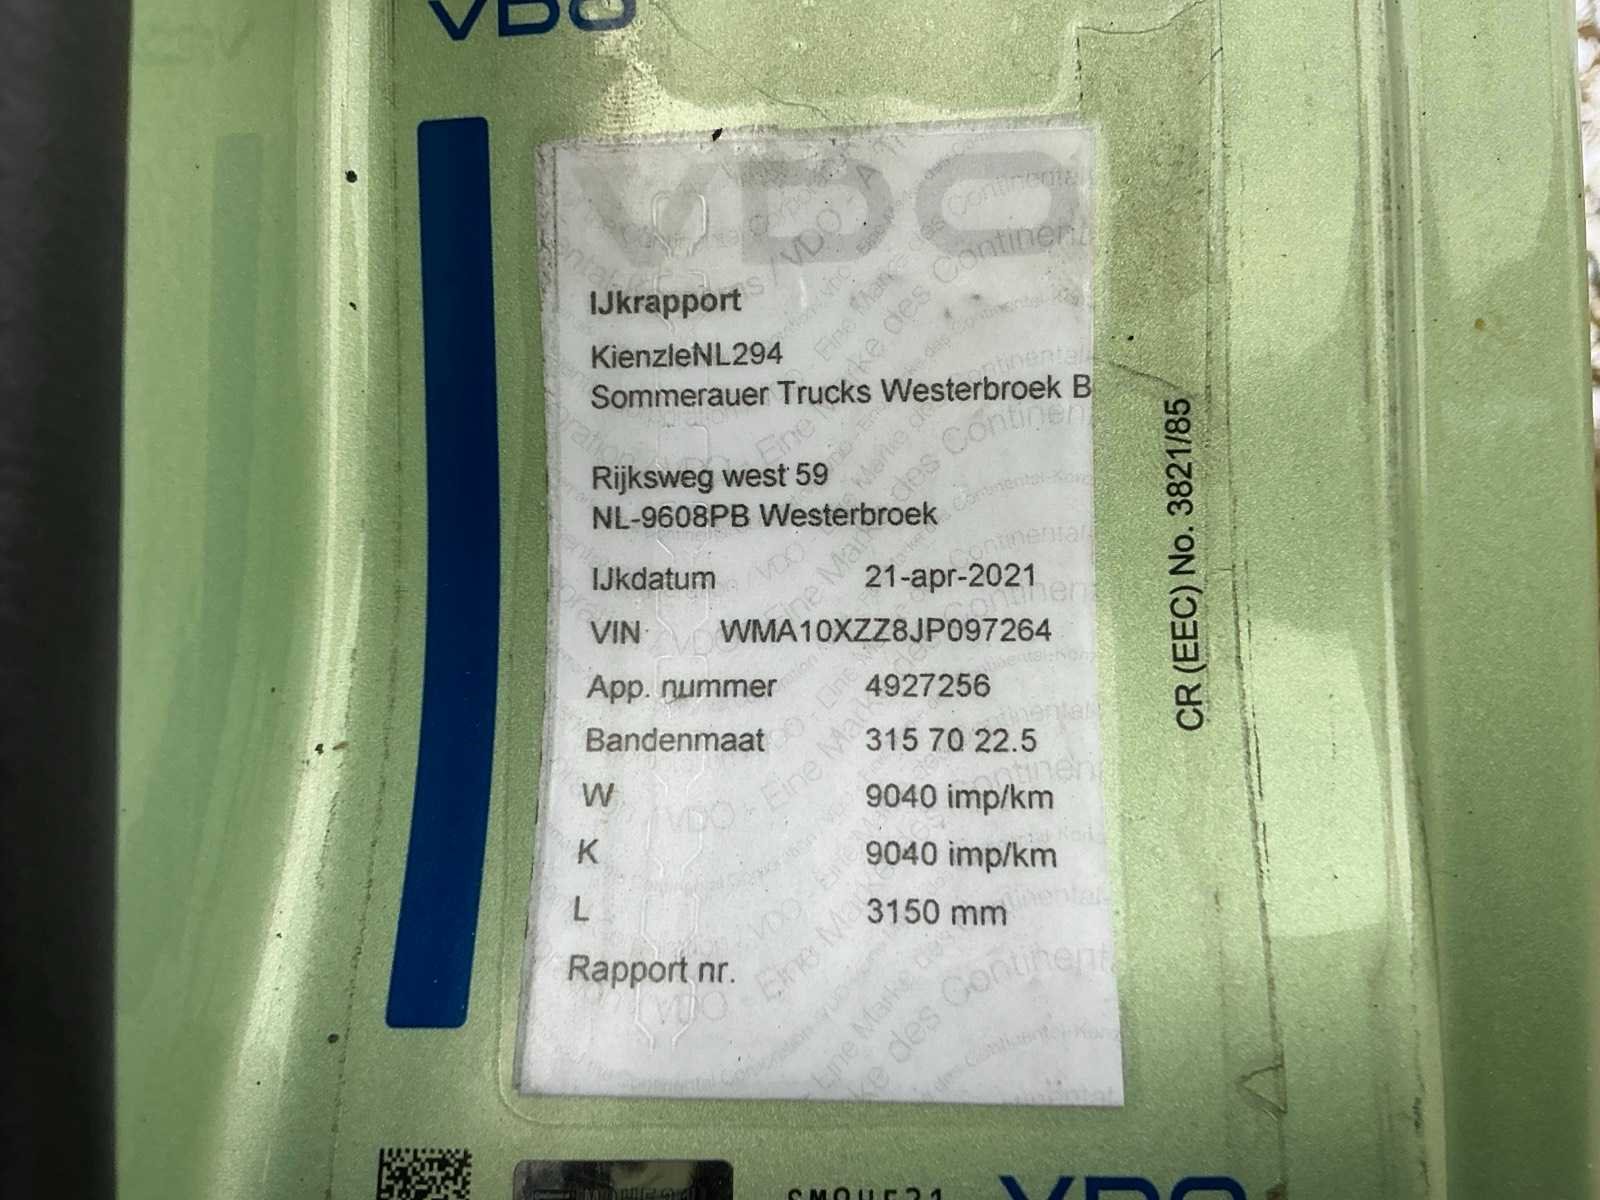 VDO
VDO
IJkrapport
KienzleNL294
Sommerauer Trucks Westerbroek B
Rijksweg west 59
NL-9608PB Westerbroek
IJkdatum 21-apr-2021
VIN WMA10XZZ8JP097264
App. nummer 4927256
Bandenmaat 315 70 22.5
W 9040 imp/km
K 9040 imp/km
L 3150 mm
Rapport nr.
CR (EEC) No. 3821/85
VDO